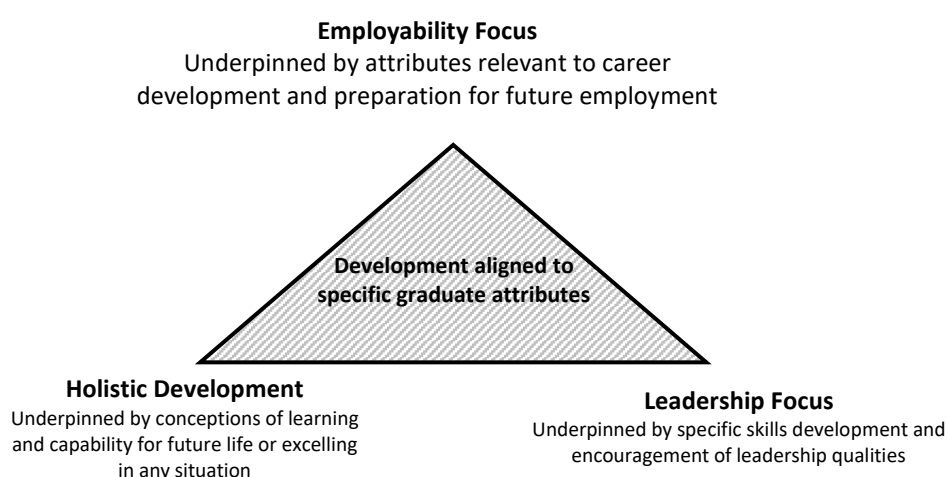 Employability Focus
Underpinned by attributes relevant to career
development and preparation for future employment
Development aligned to
specific graduate attributes
Holistic Development
Underpinned by conceptions of learning
and capability for future life or excelling
in any situation
Leadership Focus
Underpinned by specific skills development and
encouragement of leadership qualities